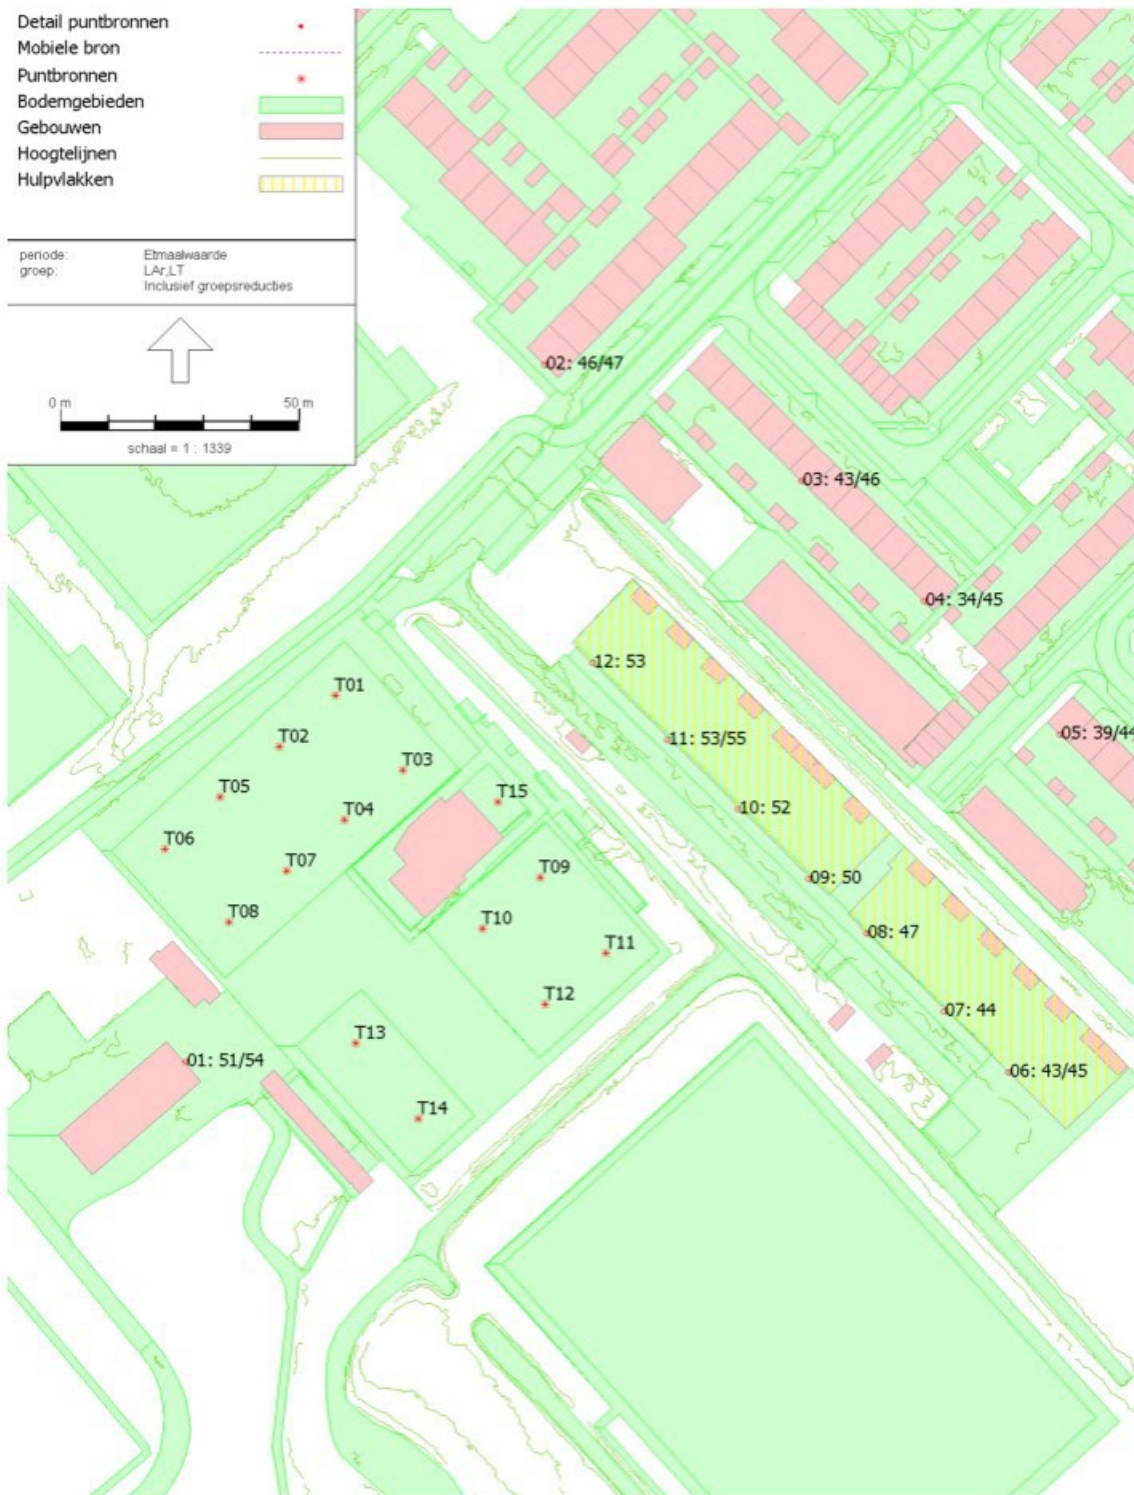 Detail puntbronnen
Mobiele bron
Puntbronnen
Bodemgebieden
Gebouwen
Hoogtelijnen
Hulpvlakken
periode: Etmaalwaarde
groep: LAr,LT
Inclusief groepsreducties
0 m 50 m
schaal = 1 : 1339
02: 46/47
03: 43/46
04: 34/45
12: 53
T01
11: 53/55
05: 39/44
T02
T03
T05
T15
10: 52
T04
T06
T07
T09
09: 50
T08
T10
08: 47
T11
T12
07: 44
T13
01: 51/54
06: 43/45
T14